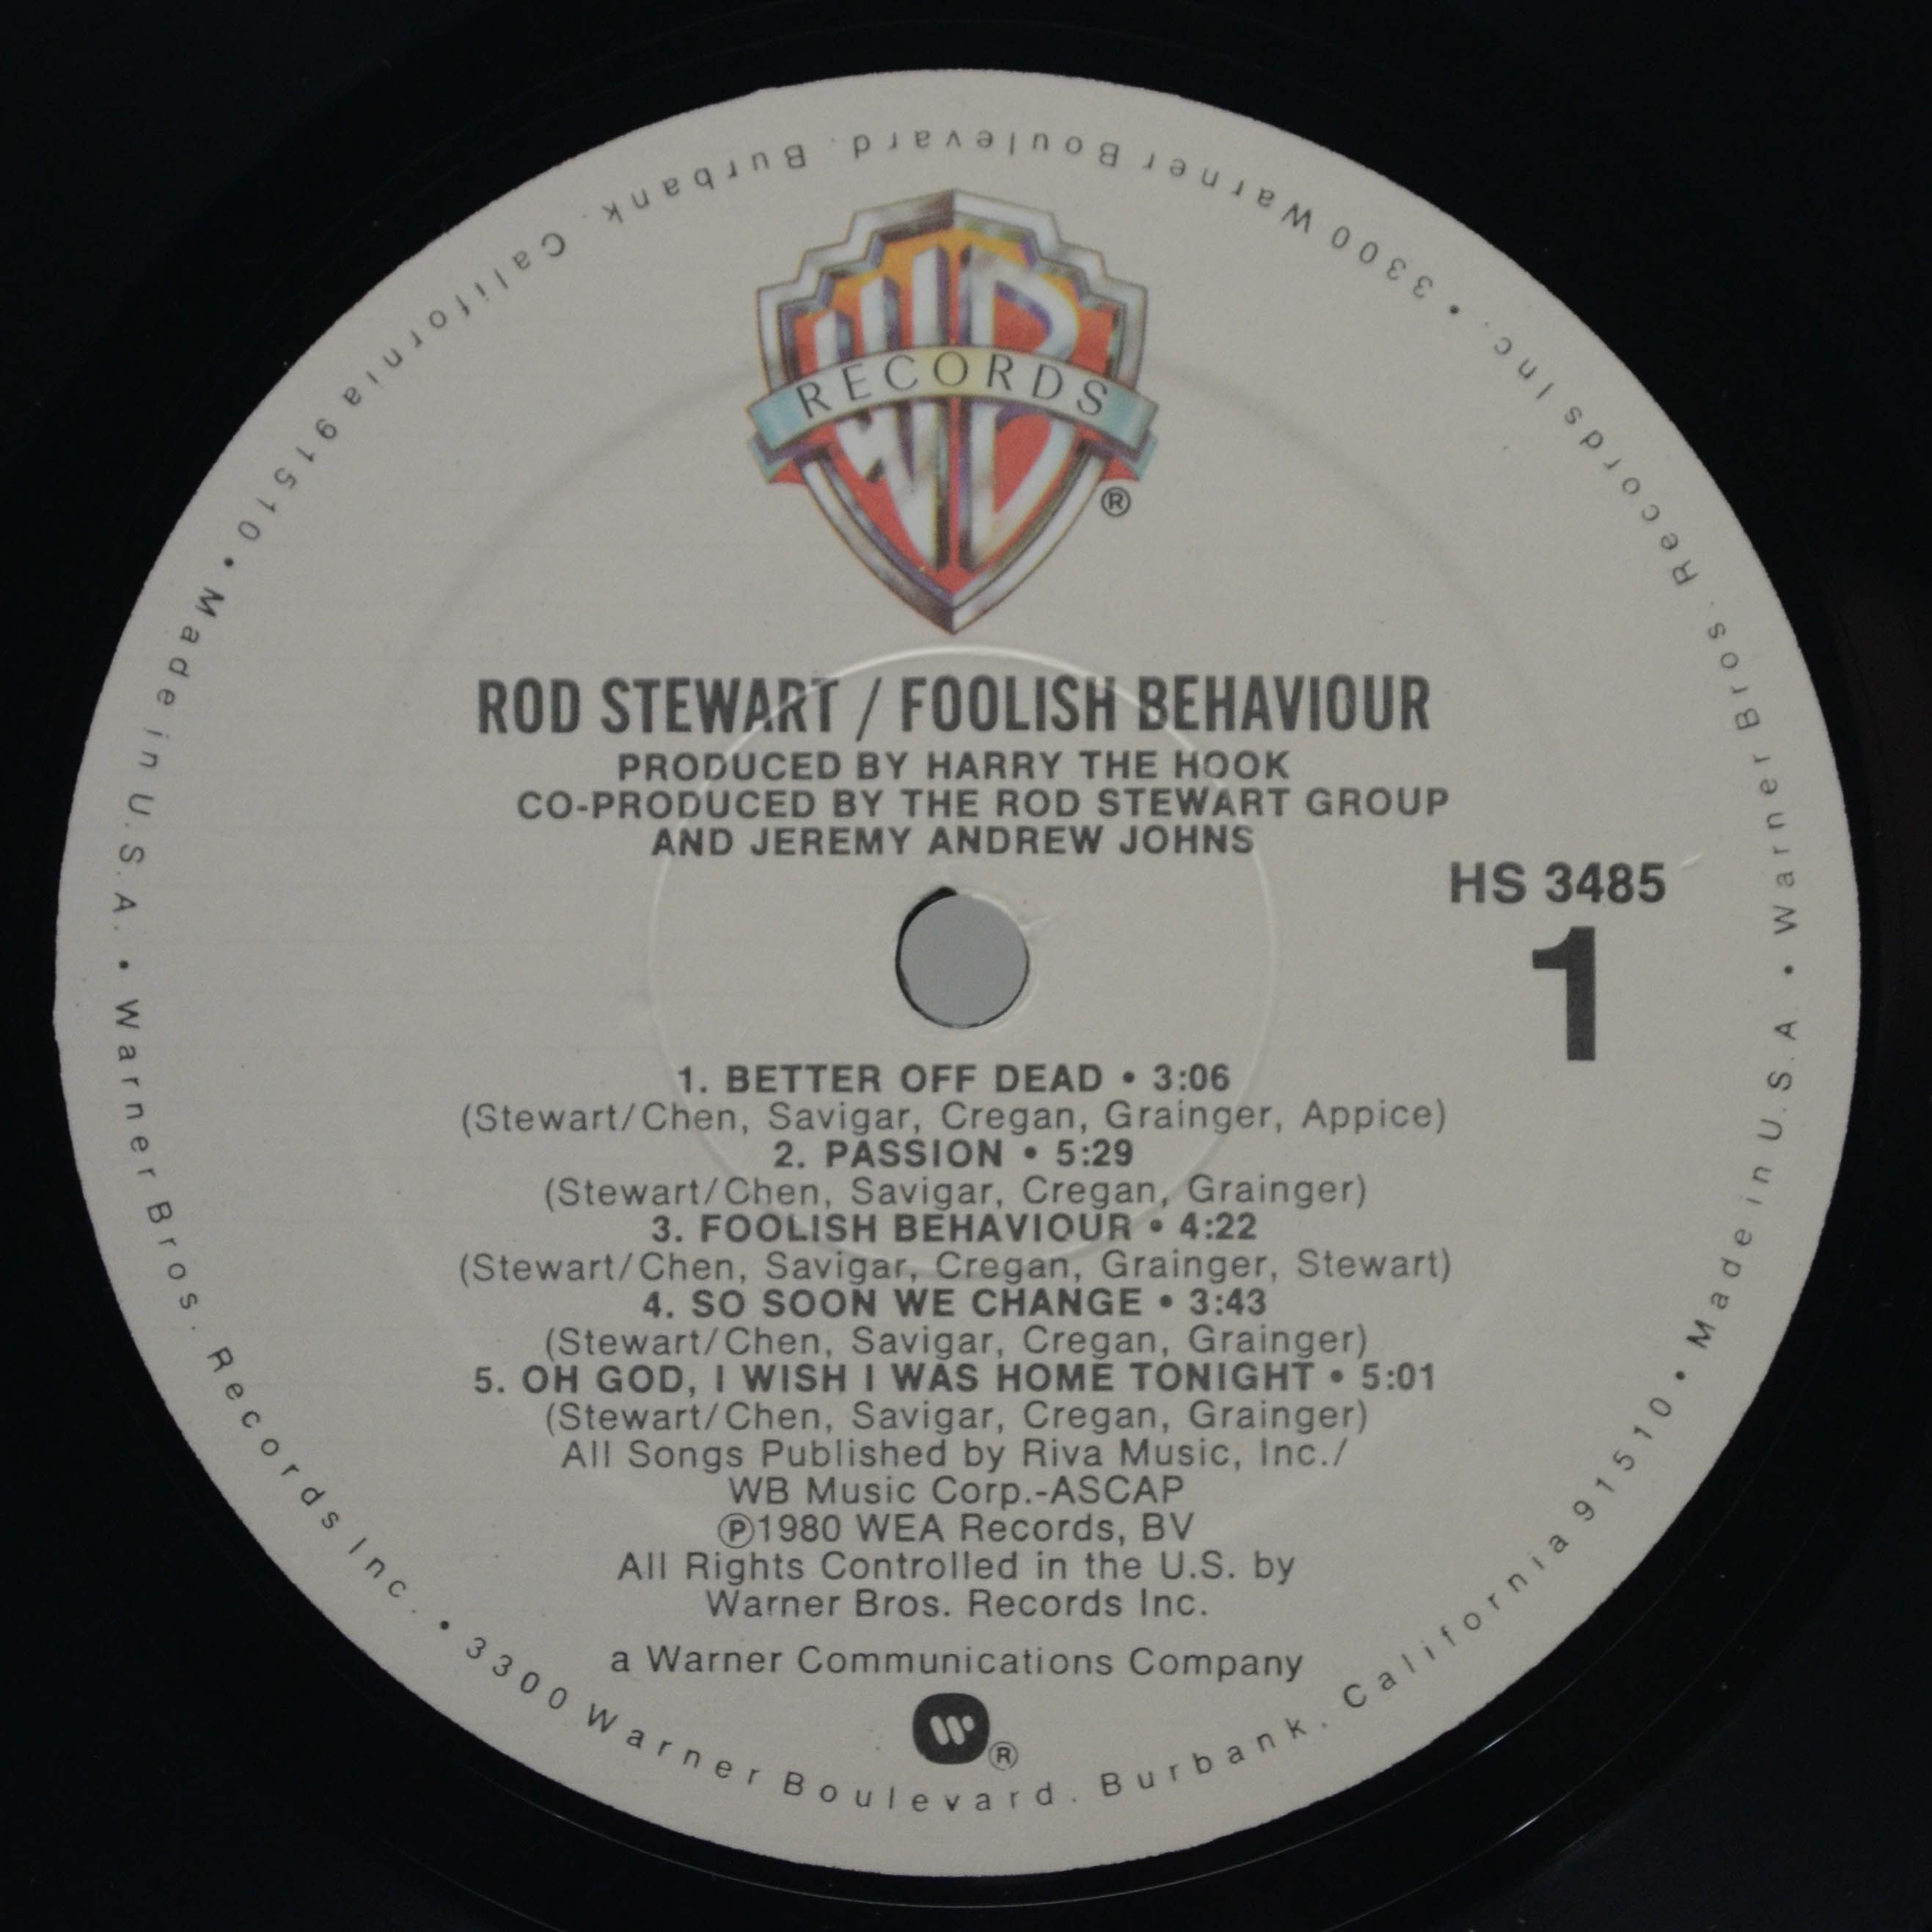 WB
RECORDS
®
ROD STEWART / FOOLISH BEHAVIOUR
PRODUCED BY HARRY THE HOOK
CO-PRODUCED BY THE ROD STEWART GROUP
AND JEREMY ANDREW JOHNS
HS 3485
1
1. BETTER OFF DEAD • 3:06
(Stewart/Chen, Savigar, Cregan, Grainger, Appice)
2. PASSION • 5:29
(Stewart/Chen, Savigar, Cregan, Grainger)
3. FOOLISH BEHAVIOUR • 4:22
(Stewart/Chen, Savigar, Cregan, Grainger, Stewart)
4. SO SOON WE CHANGE • 3:43
(Stewart/Chen, Savigar, Cregan, Grainger)
5. OH GOD, I WISH I WAS HOME TONIGHT • 5:01
(Stewart/Chen, Savigar, Cregan, Grainger)
All Songs Published by Riva Music, Inc./
WB Music Corp.-ASCAP
Ⓟ1980 WEA Records, BV
All Rights Controlled in the U.S. by
Warner Bros. Records Inc.
a Warner Communications Company
W ®
• Warner Bros. Records Inc. • 3300 Warner Boulevard. Burbank. California 91510 • Made in U.S.A. • Warner Bros. Records Inc. • 3300 Warner Boulevard. Burbank. California 91510 • Made in U.S.A.